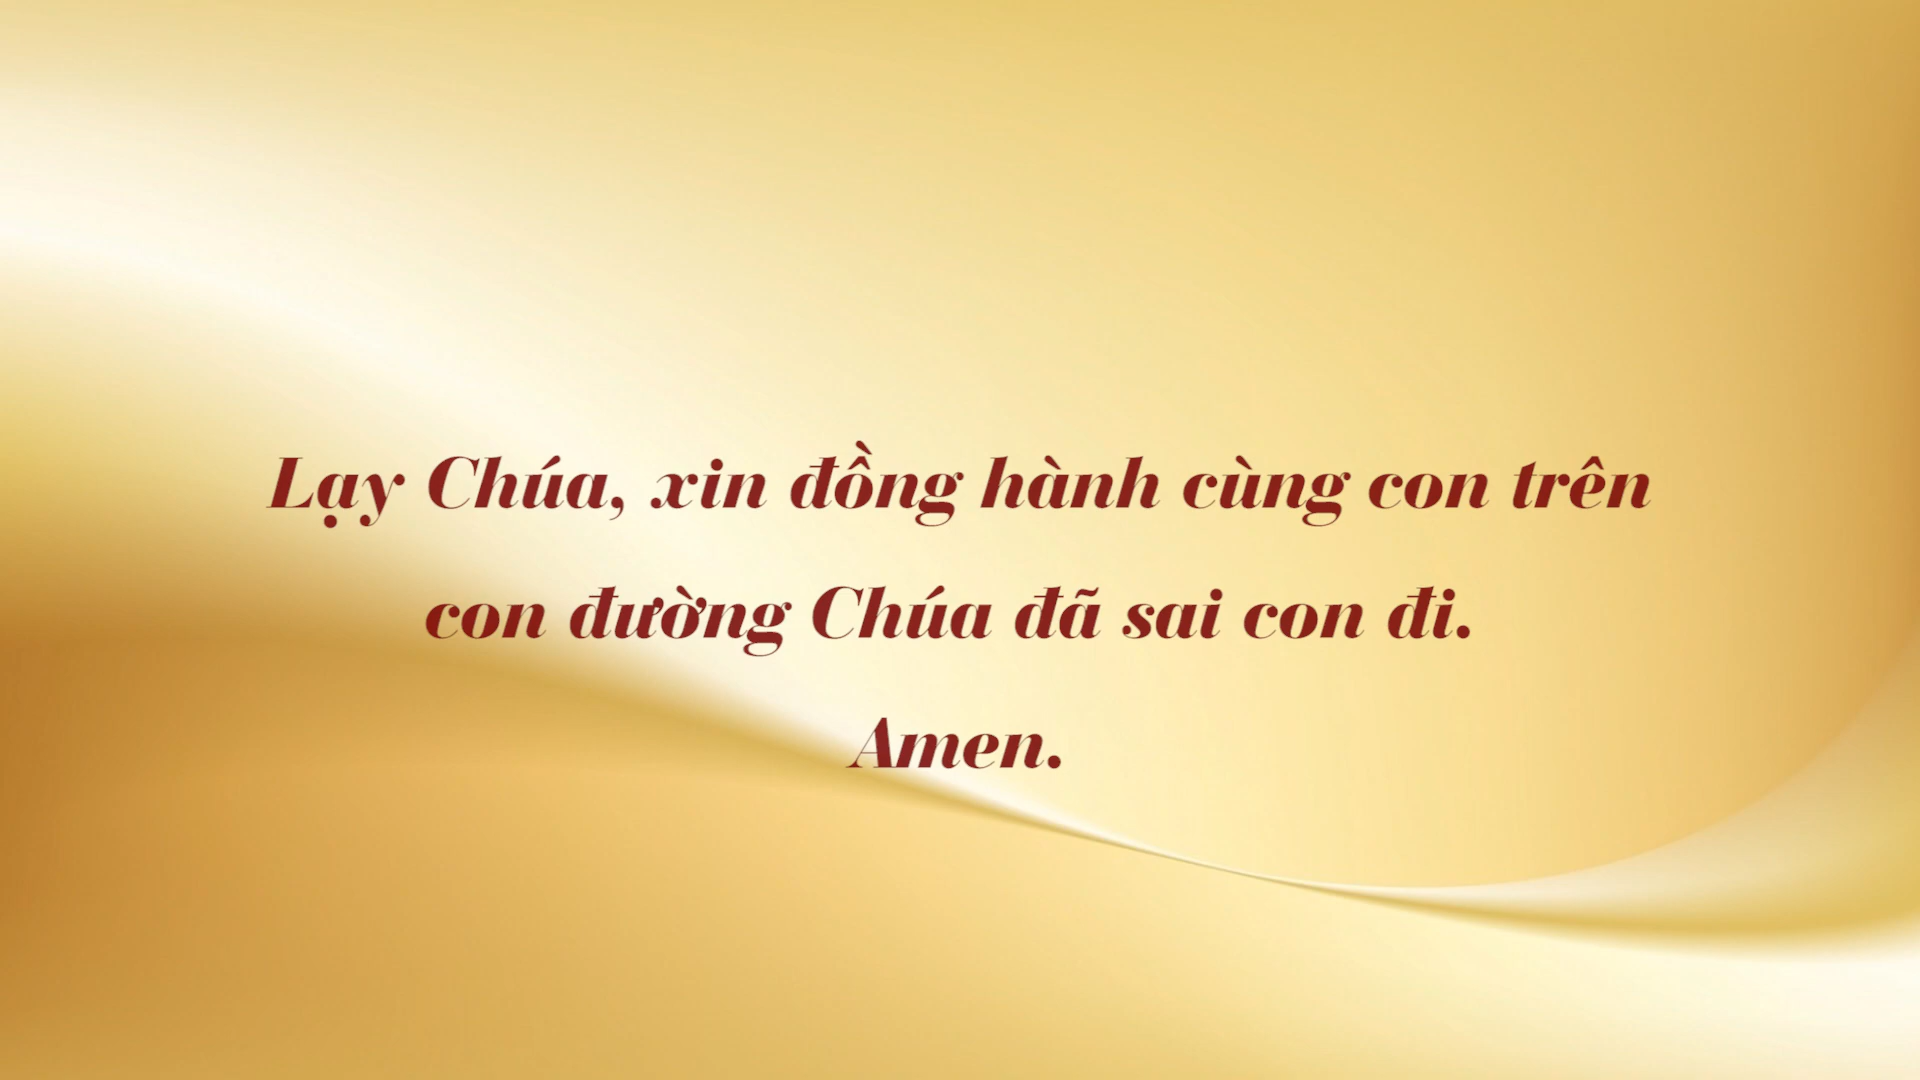 Lạy Chúa, xin đồng hành cùng con trên
con đường Chúa đã sai con đi.
Amen.